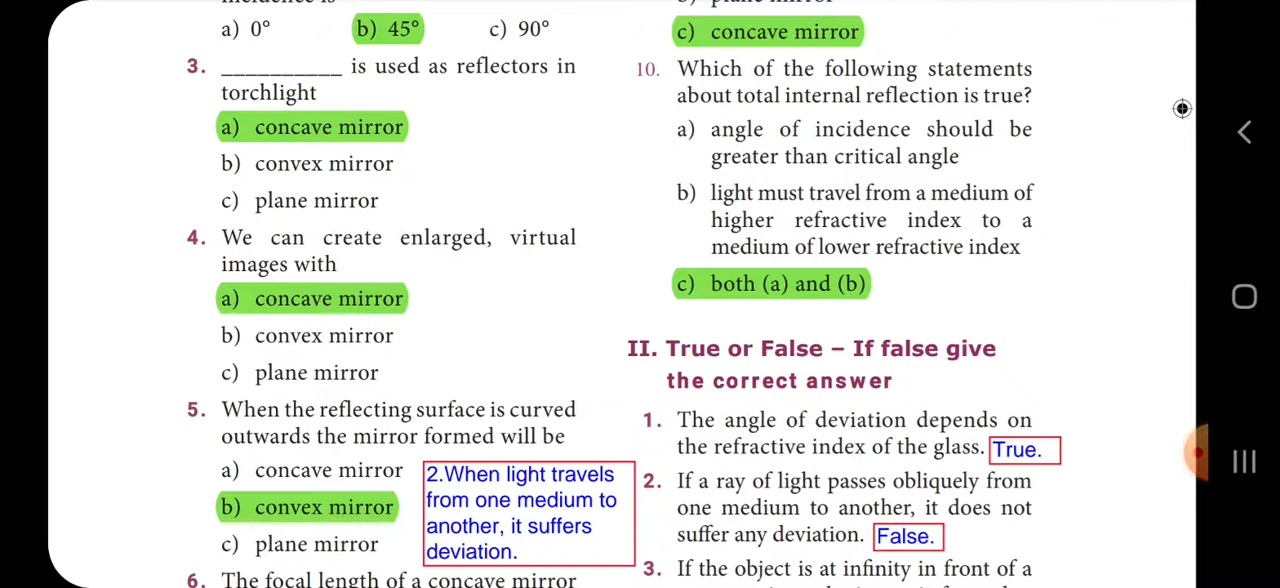 a) 0° b) 45° c) 90°
3. __________ is used as reflectors in
torchlight
a) concave mirror
b) convex mirror
c) plane mirror
4. We can create enlarged, virtual
images with
a) concave mirror
b) convex mirror
c) plane mirror
5. When the reflecting surface is curved
outwards the mirror formed will be
a) concave mirror
b) convex mirror
c) plane mirror
6. The focal length of a concave mirror
2.When light travels
from one medium to
another, it suffers
deviation.
c) concave mirror
10. Which of the following statements
about total internal reflection is true?
a) angle of incidence should be
greater than critical angle
b) light must travel from a medium of
higher refractive index to a
medium of lower refractive index
c) both (a) and (b)
II. True or False – If false give
the correct answer
1. The angle of deviation depends on
the refractive index of the glass. True.
2. If a ray of light passes obliquely from
one medium to another, it does not
suffer any deviation. False.
3. If the object is at infinity in front of a